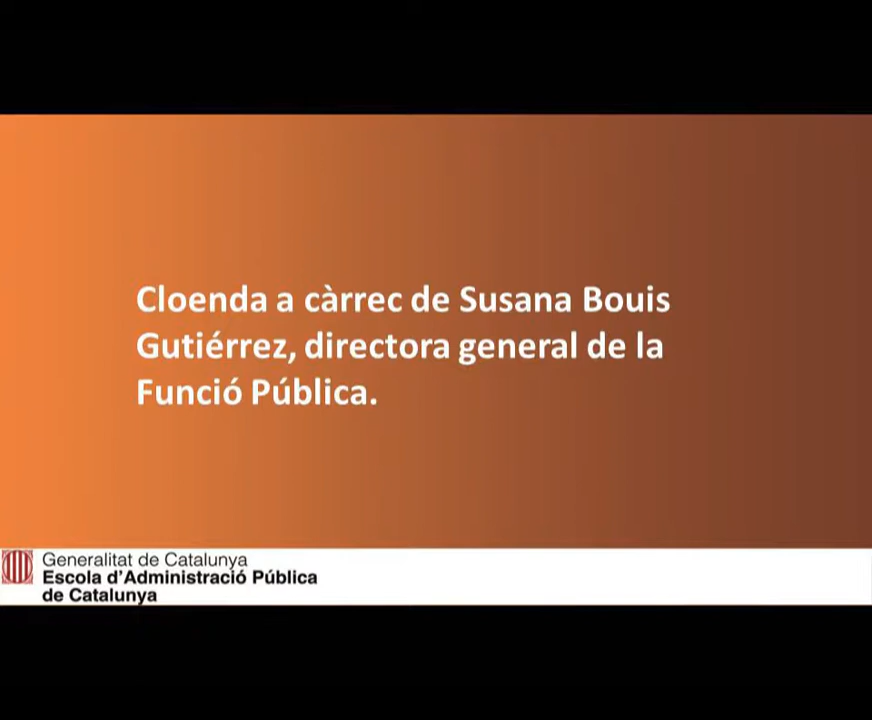 Cloenda a càrrec de Susana Bouis
Gutiérrez, directora general de la
Funció Pública.
Generalitat de Catalunya
Escola d'Administració Pública
de Catalunya